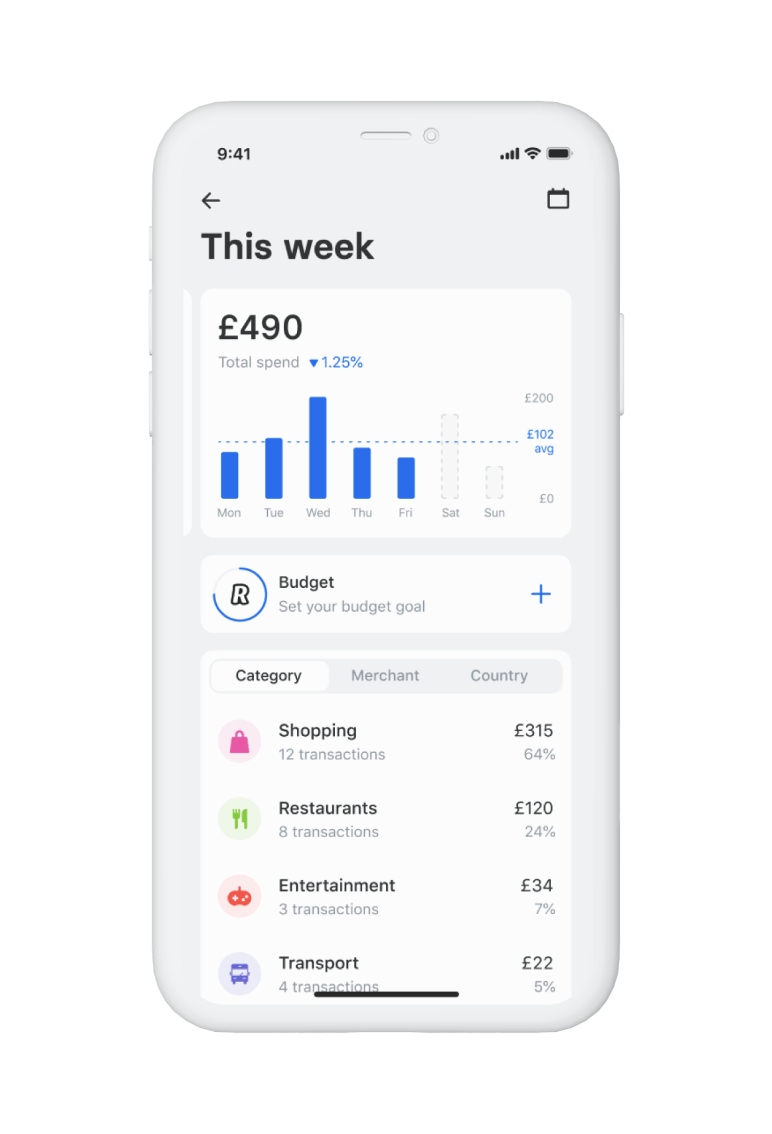 9:41
This week
£490
Total spend ▼1.25%
£200
£102
avg
£0
Mon Tue Wed Thu Fri Sat Sun
R
Budget
Set your budget goal
+
Category Merchant Country
Shopping £315
12 transactions 64%
Restaurants £120
8 transactions 24%
Entertainment £34
3 transactions 7%
Transport £22
4 transactions 5%